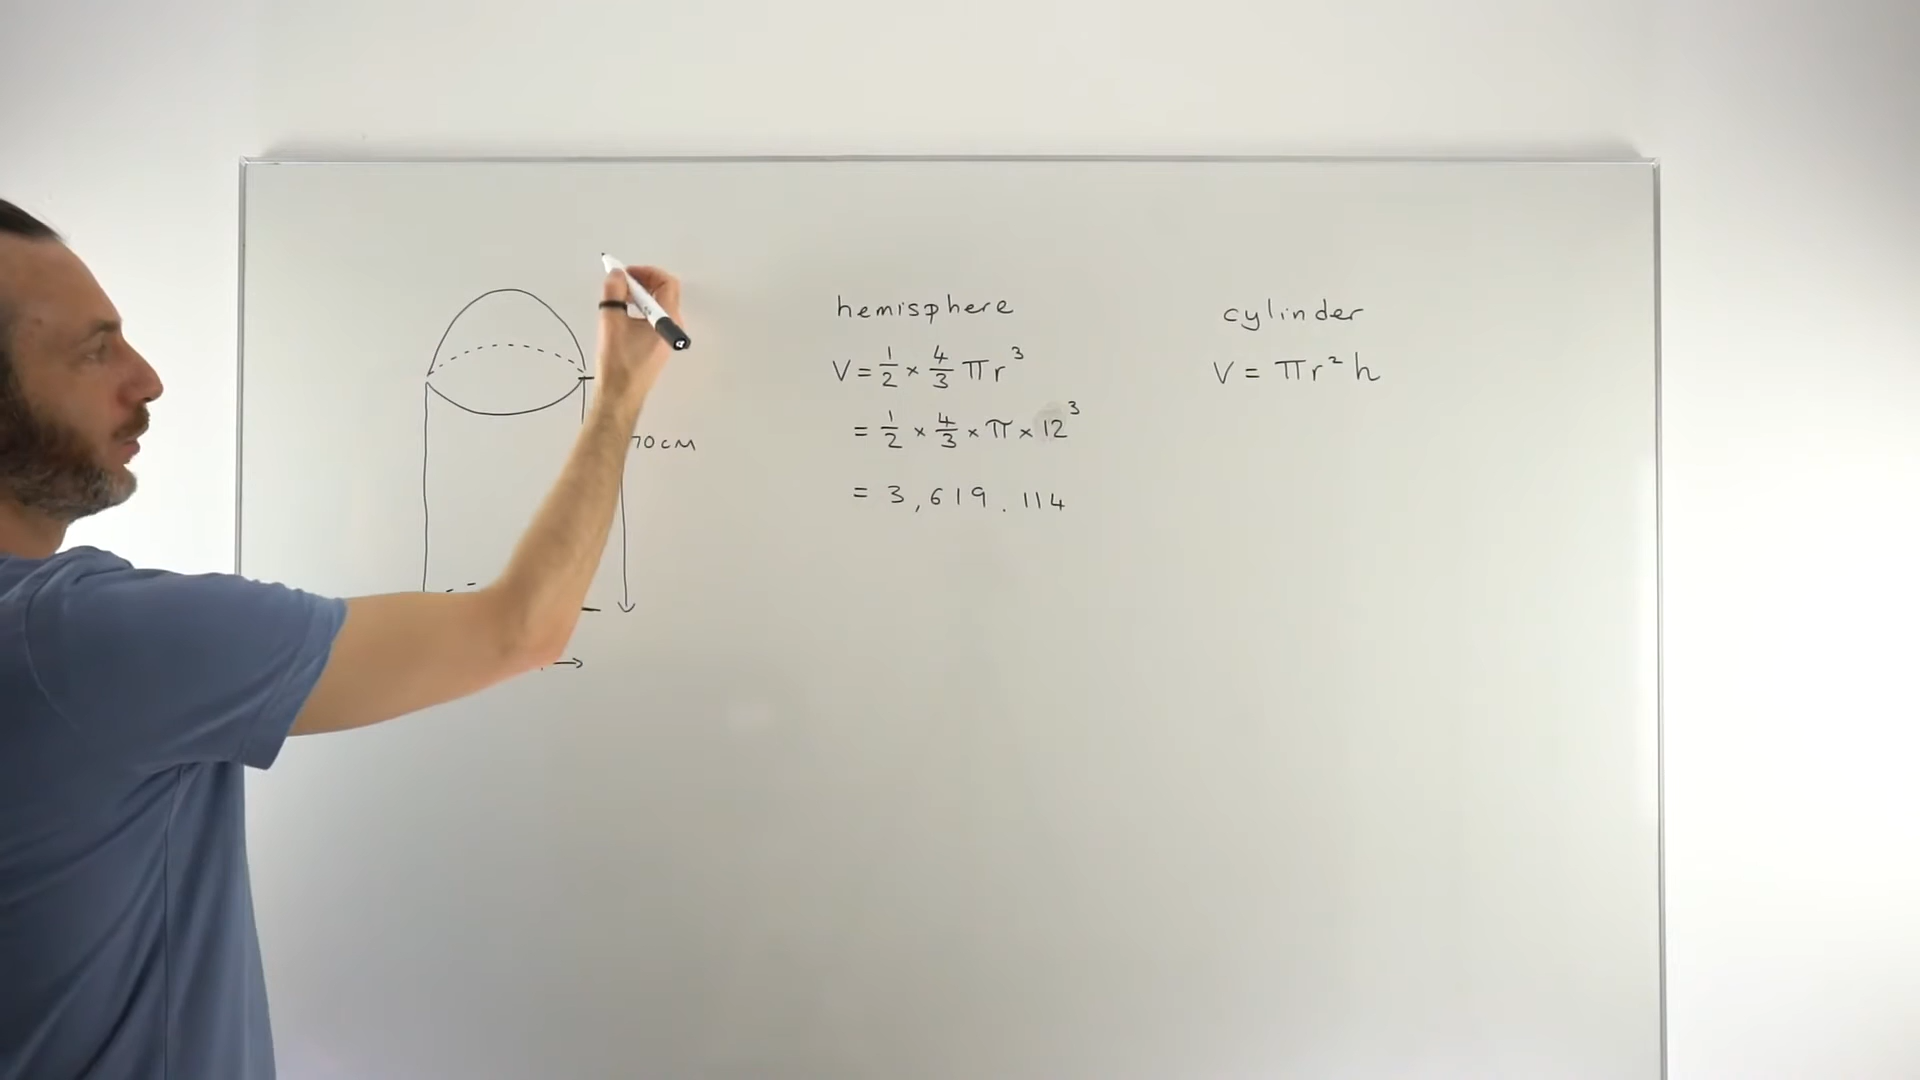 70cm
hemisphere
V = 1/2 × 4/3 πr³
= 1/2 × 4/3 × π × 12³
= 3,619.114
cylinder
V = πr²h